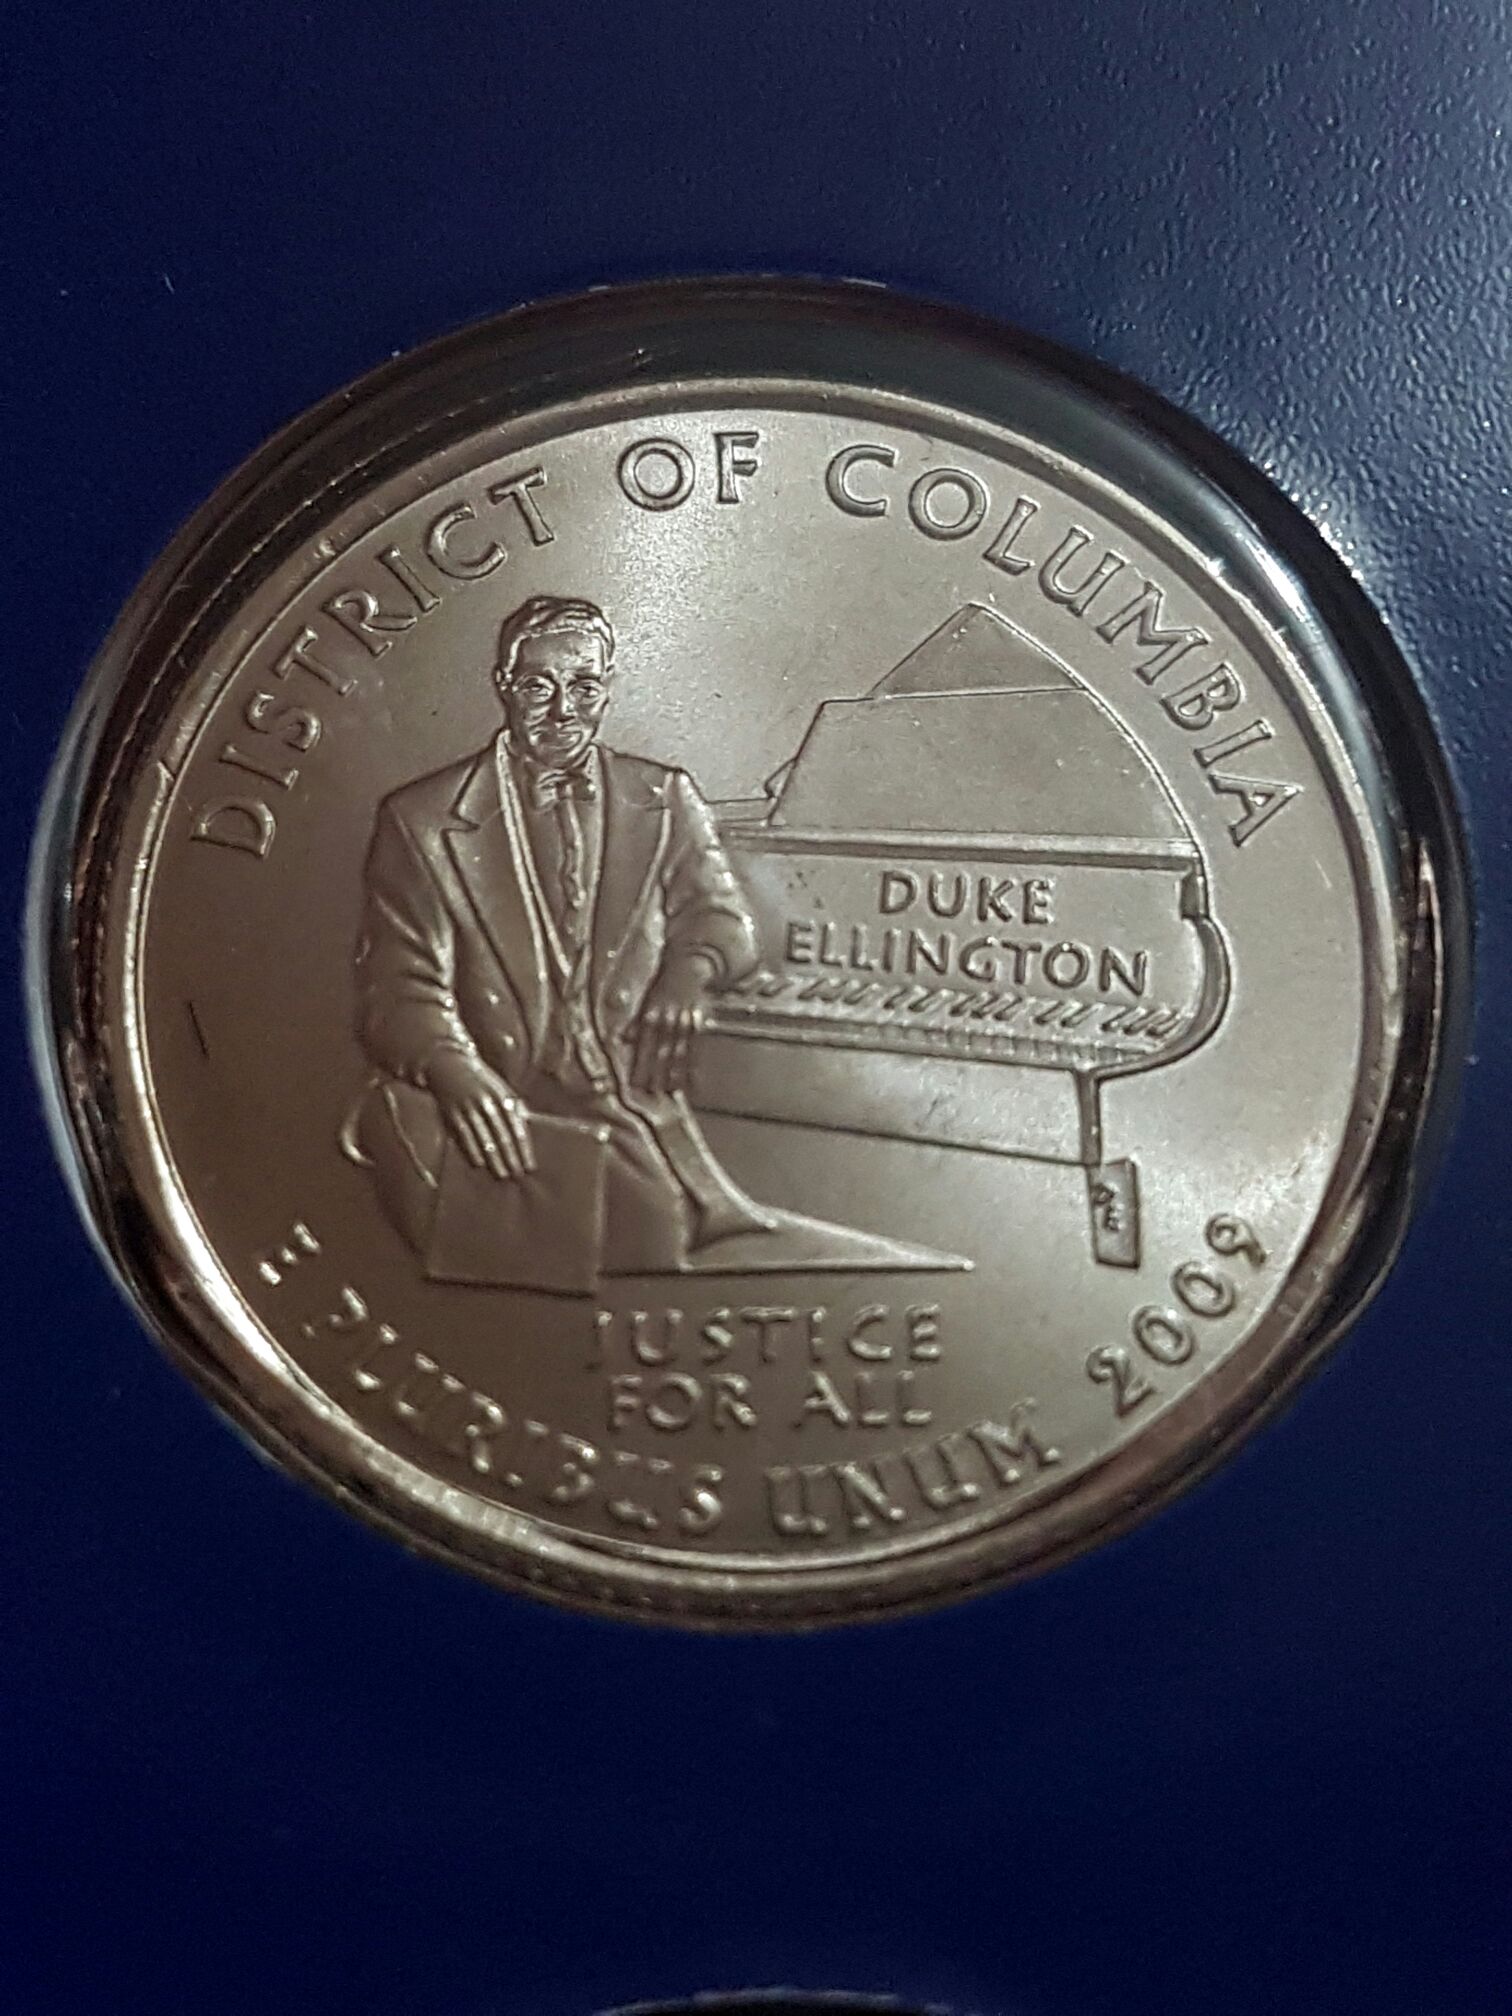 DISTRICT OF COLUMBIA
DUKE
ELLINGTON
JUSTICE
FOR ALL
E PLURIBUS UNUM 2009